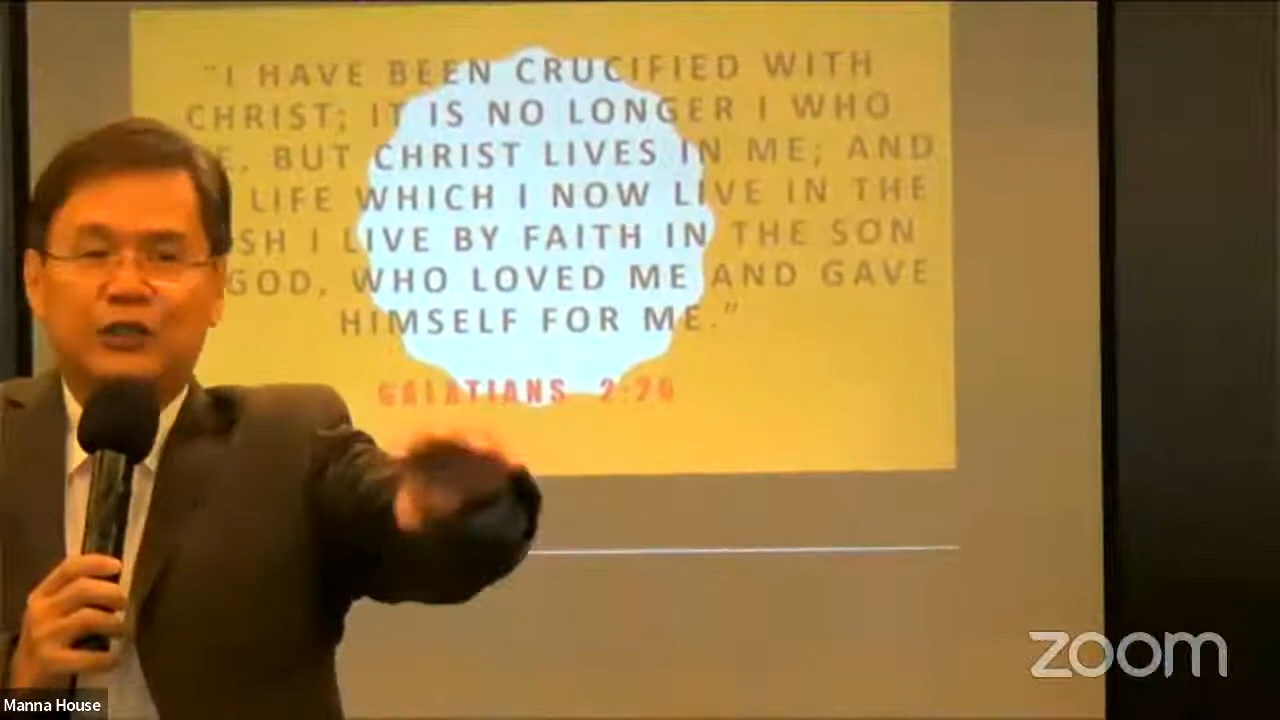 "I HAVE BEEN CRUCIFIED WITH
CHRIST; IT IS NO LONGER I WHO
E, BUT CHRIST LIVES IN ME; AND
LIFE WHICH I NOW LIVE IN THE
SH I LIVE BY FAITH IN THE SON
GOD, WHO LOVED ME AND GAVE
HIMSELF FOR ME."
GALATIANS 2:20
zoom
Manna House